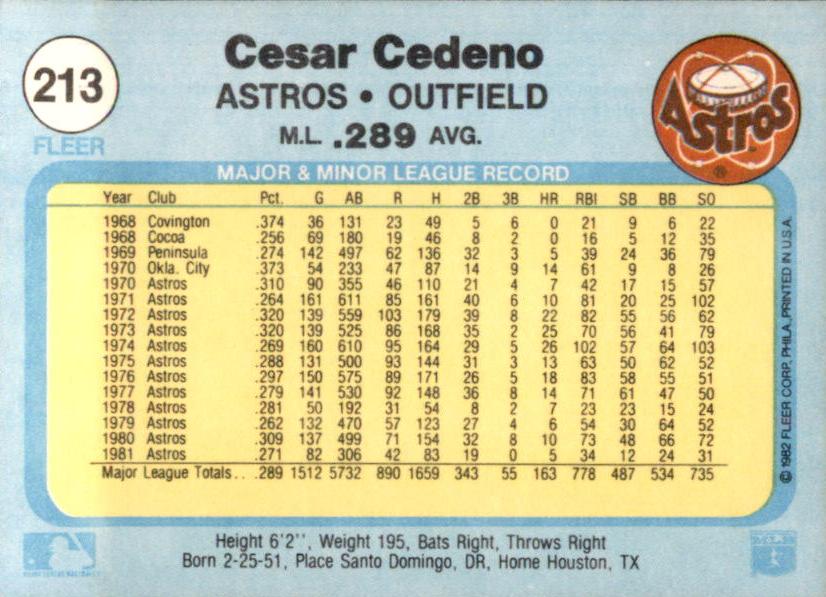 213
FLEER
Cesar Cedeno
ASTROS • OUTFIELD
M.L. .289 AVG.
Astros
®
MAJOR & MINOR LEAGUE RECORD
Year Club Pct. G AB R H 2B 3B HR RBI SB BB SO
1968 Covington .374 36 131 23 49 5 6 0 21 9 6 22
1968 Cocoa .256 69 180 19 46 8 2 0 16 5 12 35
1969 Peninsula .274 142 497 62 136 32 3 5 39 24 36 79
1970 Okla. City .373 54 233 47 87 14 9 14 61 9 8 26
1970 Astros .310 90 355 46 110 21 4 7 42 17 15 57
1971 Astros .264 161 611 85 161 40 6 10 81 20 25 102
1972 Astros .320 139 559 103 179 39 8 22 82 55 56 62
1973 Astros .320 139 525 86 168 35 2 25 70 56 41 79
1974 Astros .269 160 610 95 164 29 5 26 102 57 64 103
1975 Astros .288 131 500 93 144 31 3 13 63 50 62 52
1976 Astros .297 150 575 89 171 26 5 18 83 58 55 51
1977 Astros .279 141 530 92 148 36 8 14 71 61 47 50
1978 Astros .281 50 192 31 54 8 2 7 23 23 15 24
1979 Astros .262 132 470 57 123 27 4 6 54 30 64 52
1980 Astros .309 137 499 71 154 32 8 10 73 48 66 72
1981 Astros .271 82 306 42 83 19 0 5 34 12 24 31
Major League Totals... .289 1512 5732 890 1659 343 55 163 778 487 534 735
© 1982 FLEER CORP., PHILA., PRINTED IN U.S.A.
Height 6'2'', Weight 195, Bats Right, Throws Right
Born 2-25-51, Place Santo Domingo, DR, Home Houston, TX